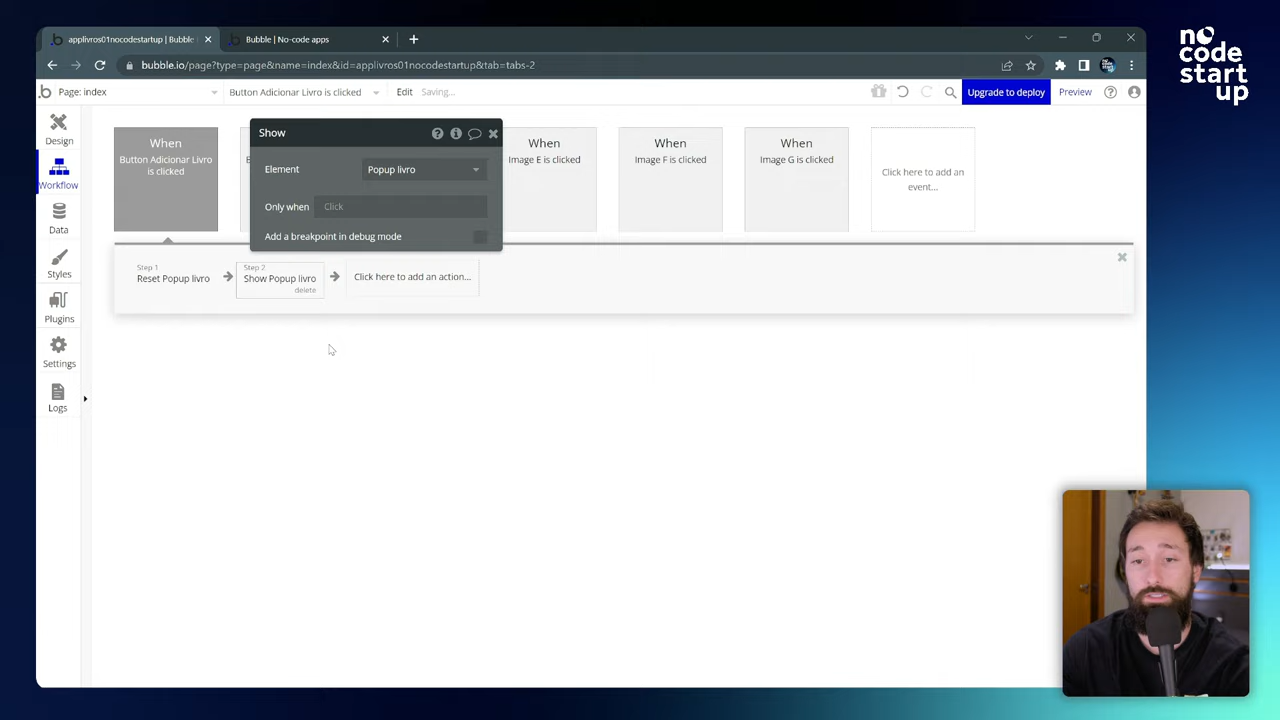 applivros01nocodestartup | Bubble
Bubble | No-code apps
no
code
start
up
bubble.io/page?type=page&name=index&id=applivros01nocodestartup&tab=tabs-2
Page: index
Button Adicionar Livro is clicked
Edit
Saving...
Upgrade to deploy
Preview
Design
Workflow
Data
Styles
Plugins
Settings
Logs
When
Button Adicionar Livro
is clicked
Show
Element
Popup livro
Only when
Click
Add a breakpoint in debug mode
When
Image E is clicked
When
Image F is clicked
When
Image G is clicked
Click here to add an
event...
Step 1
Reset Popup livro
Step 2
Show Popup livro
delete
Click here to add an action...